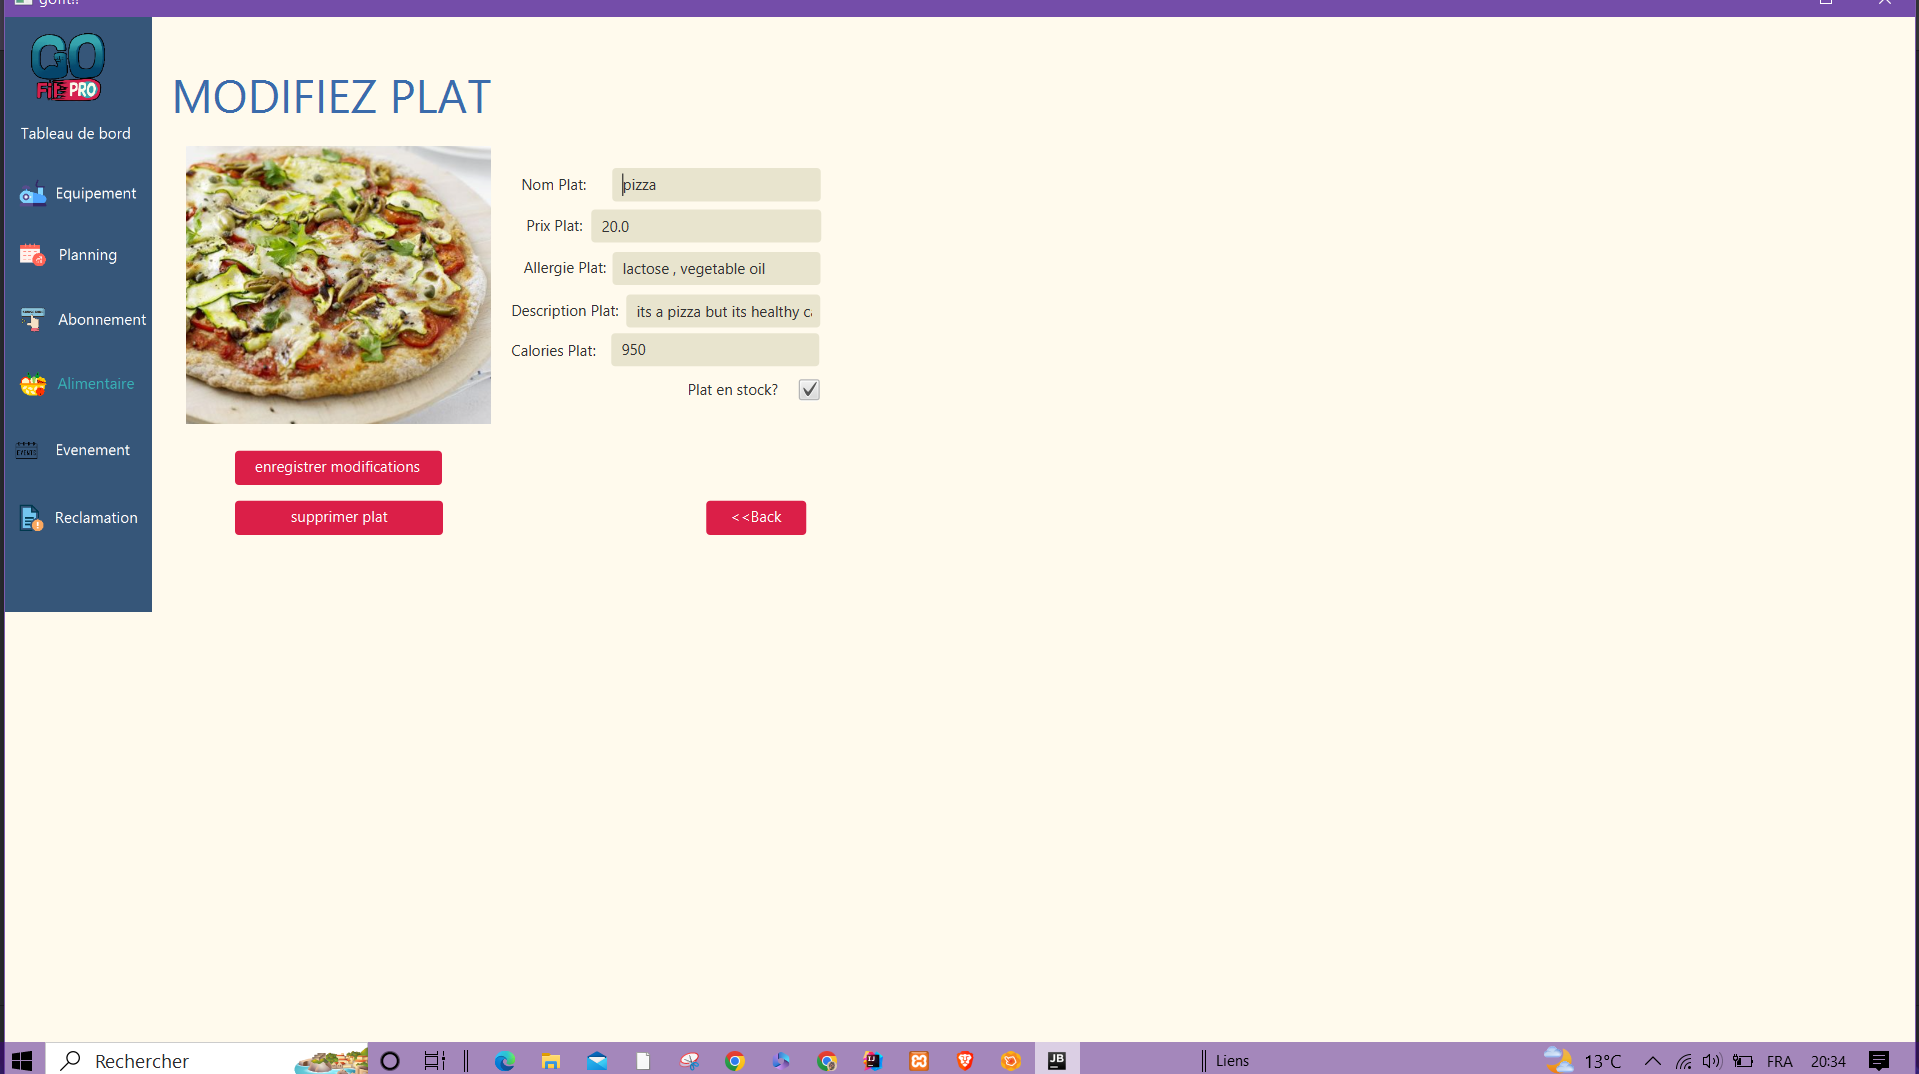 gofit!!
GO
Fit PRO
Tableau de bord
Equipement
Planning
Abonnement
Alimentaire
Evenement
Reclamation
MODIFIEZ PLAT
Nom Plat: pizza
Prix Plat: 20.0
Allergie Plat: lactose , vegetable oil
Description Plat: its a pizza but its healthy ca
Calories Plat: 950
Plat en stock?
enregistrer modifications
supprimer plat
<<Back
Rechercher
JB
Liens
13°C
FRA
20:34